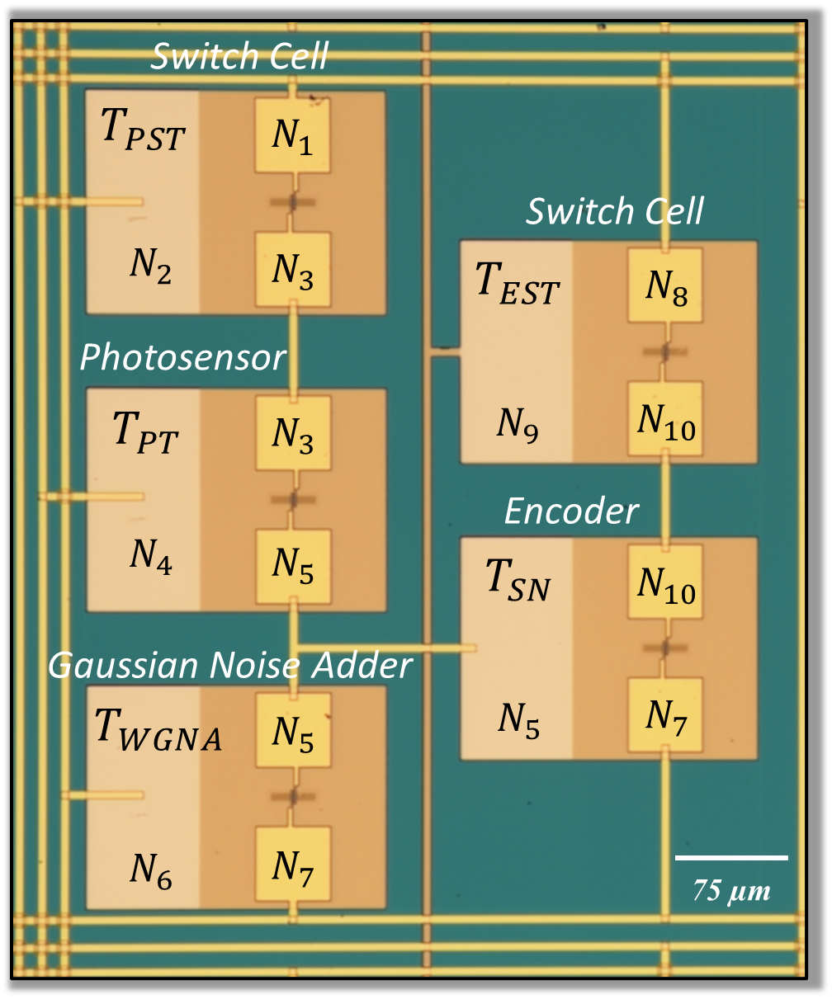 Switch Cell
T_PST
N_1
N_2
N_3
Photosensor
T_PT
N_3
N_4
N_5
Gaussian Noise Adder
T_WGNA
N_5
N_6
N_7
Switch Cell
T_EST
N_8
N_9
N_10
Encoder
T_SN
N_10
N_5
N_7
75 μm